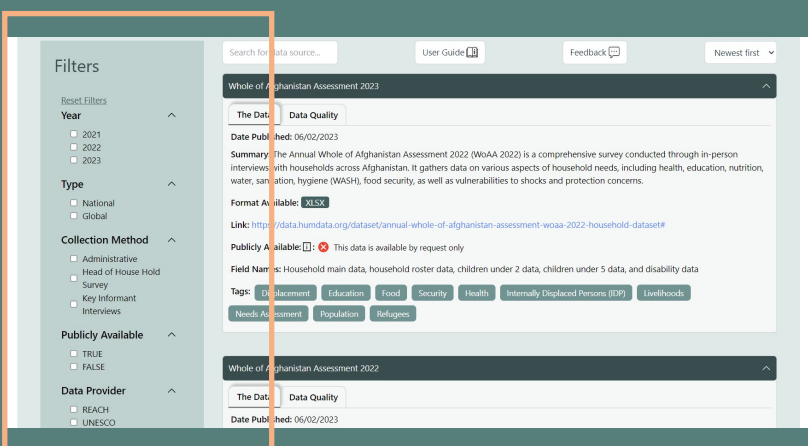 Filters
Reset Filters
Year
2021
2022
2023
Type
National
Global
Collection Method
Administrative
Head of House Hold
Survey
Key Informant
Interviews
Publicly Available
TRUE
FALSE
Data Provider
REACH
UNESCO
Search for data source...
User Guide
Feedback
Newest first
Whole of Afghanistan Assessment 2023
The Data Data Quality
Date Published: 06/02/2023
Summary: The Annual Whole of Afghanistan Assessment 2022 (WoAA 2022) is a comprehensive survey conducted through in-person
interviews with households across Afghanistan. It gathers data on various aspects of household needs, including health, education, nutrition,
water, sanitation, hygiene (WASH), food security, as well as vulnerabilities to shocks and protection concerns.
Format Available: XLSX
Link: https://data.humdata.org/dataset/annual-whole-of-afghanistan-assessment-woaa-2022-household-dataset#
Publicly Available: : This data is available by request only
Field Names: Household main data, household roster data, children under 2 data, children under 5 data, and disability data
Tags: Displacement Education Food Security Health Internally Displaced Persons (IDP) Livelihoods
Needs Assessment Population Refugees
Whole of Afghanistan Assessment 2022
The Data Data Quality
Date Published: 06/02/2023